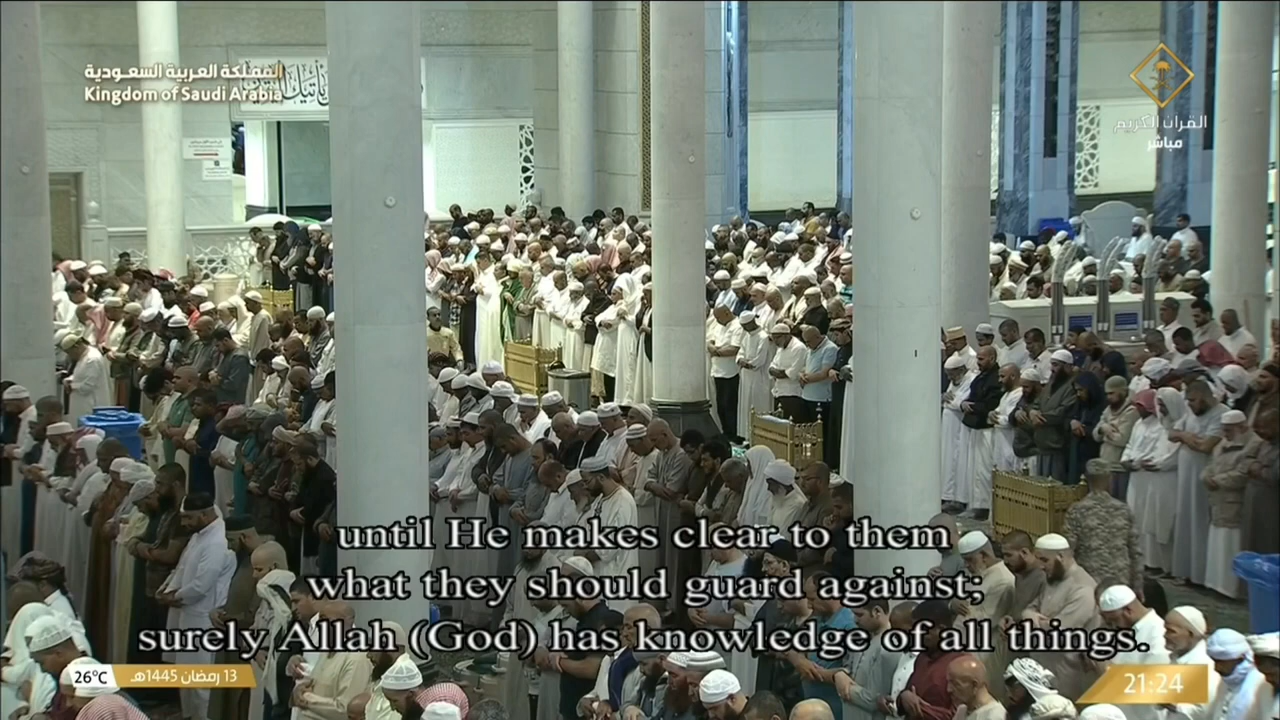 المملكة العربية السعودية
Kingdom of Saudi Arabia
القرآن الكريم
مباشر
until He makes clear to them
what they should guard against;
surely Allah (God) has knowledge of all things.
26°C
13 رمضان 1445هـ
21:24